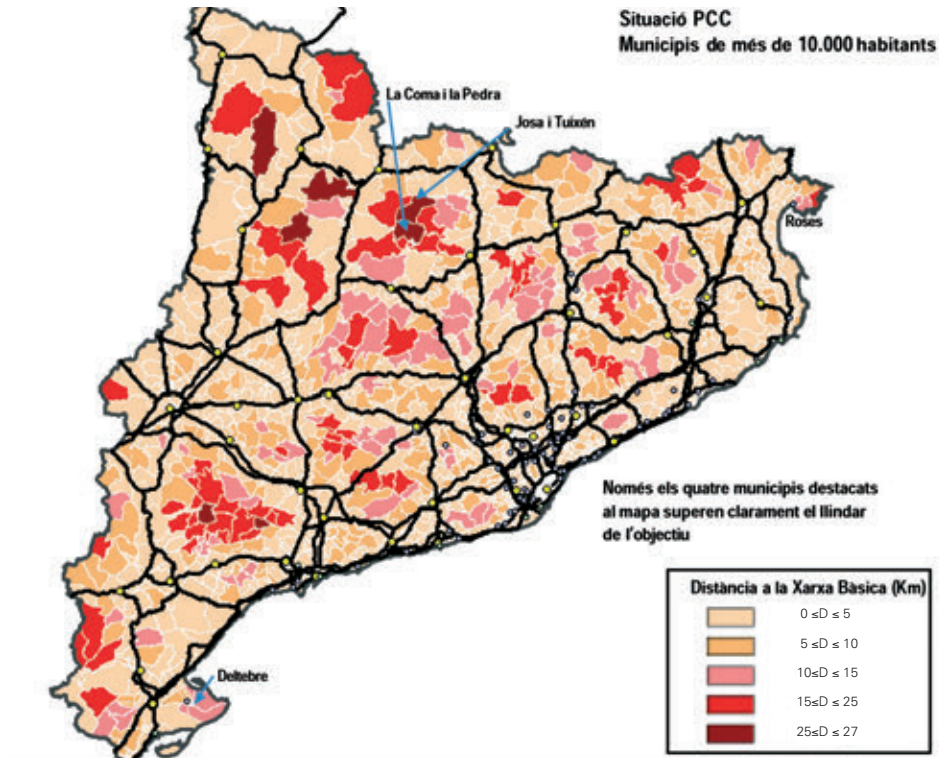 Situació PCC
Municipis de més de 10.000 habitants
La Coma i la Pedra
Josa i Tuixén
Roses
Només els quatre municipis destacats
al mapa superen clarament el llindar
de l'objectiu
Distància a la Xarxa Bàsica (Km)
0 ≤D ≤ 5
5 ≤D ≤ 10
10≤D ≤ 15
15≤D ≤ 25
25≤D ≤ 27
Deltebre